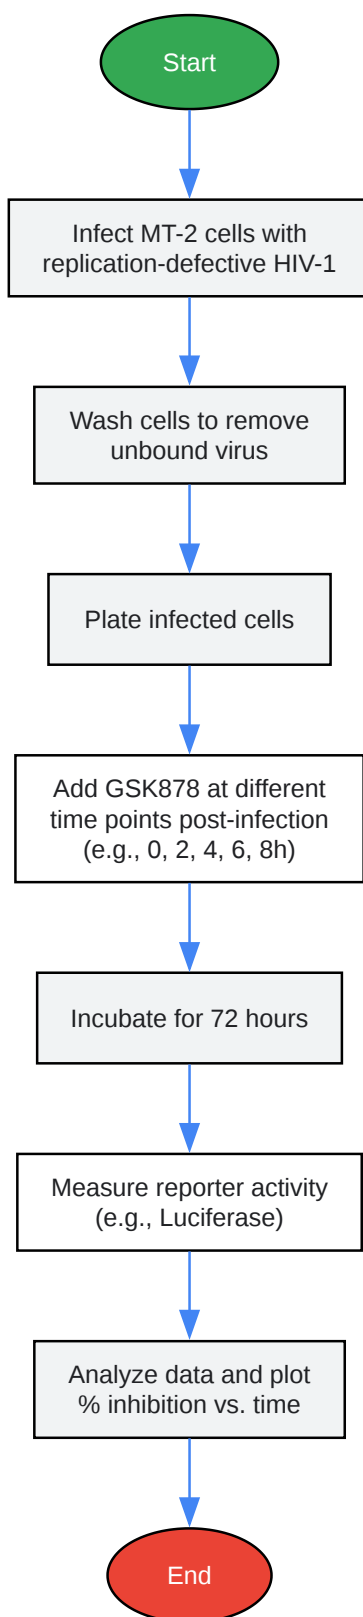 Start
Infect MT-2 cells with
replication-defective HIV-1
Wash cells to remove
unbound virus
Plate infected cells
Add GSK878 at different
time points post-infection
(e.g., 0, 2, 4, 6, 8h)
Incubate for 72 hours
Measure reporter activity
(e.g., Luciferase)
Analyze data and plot
% inhibition vs. time
End